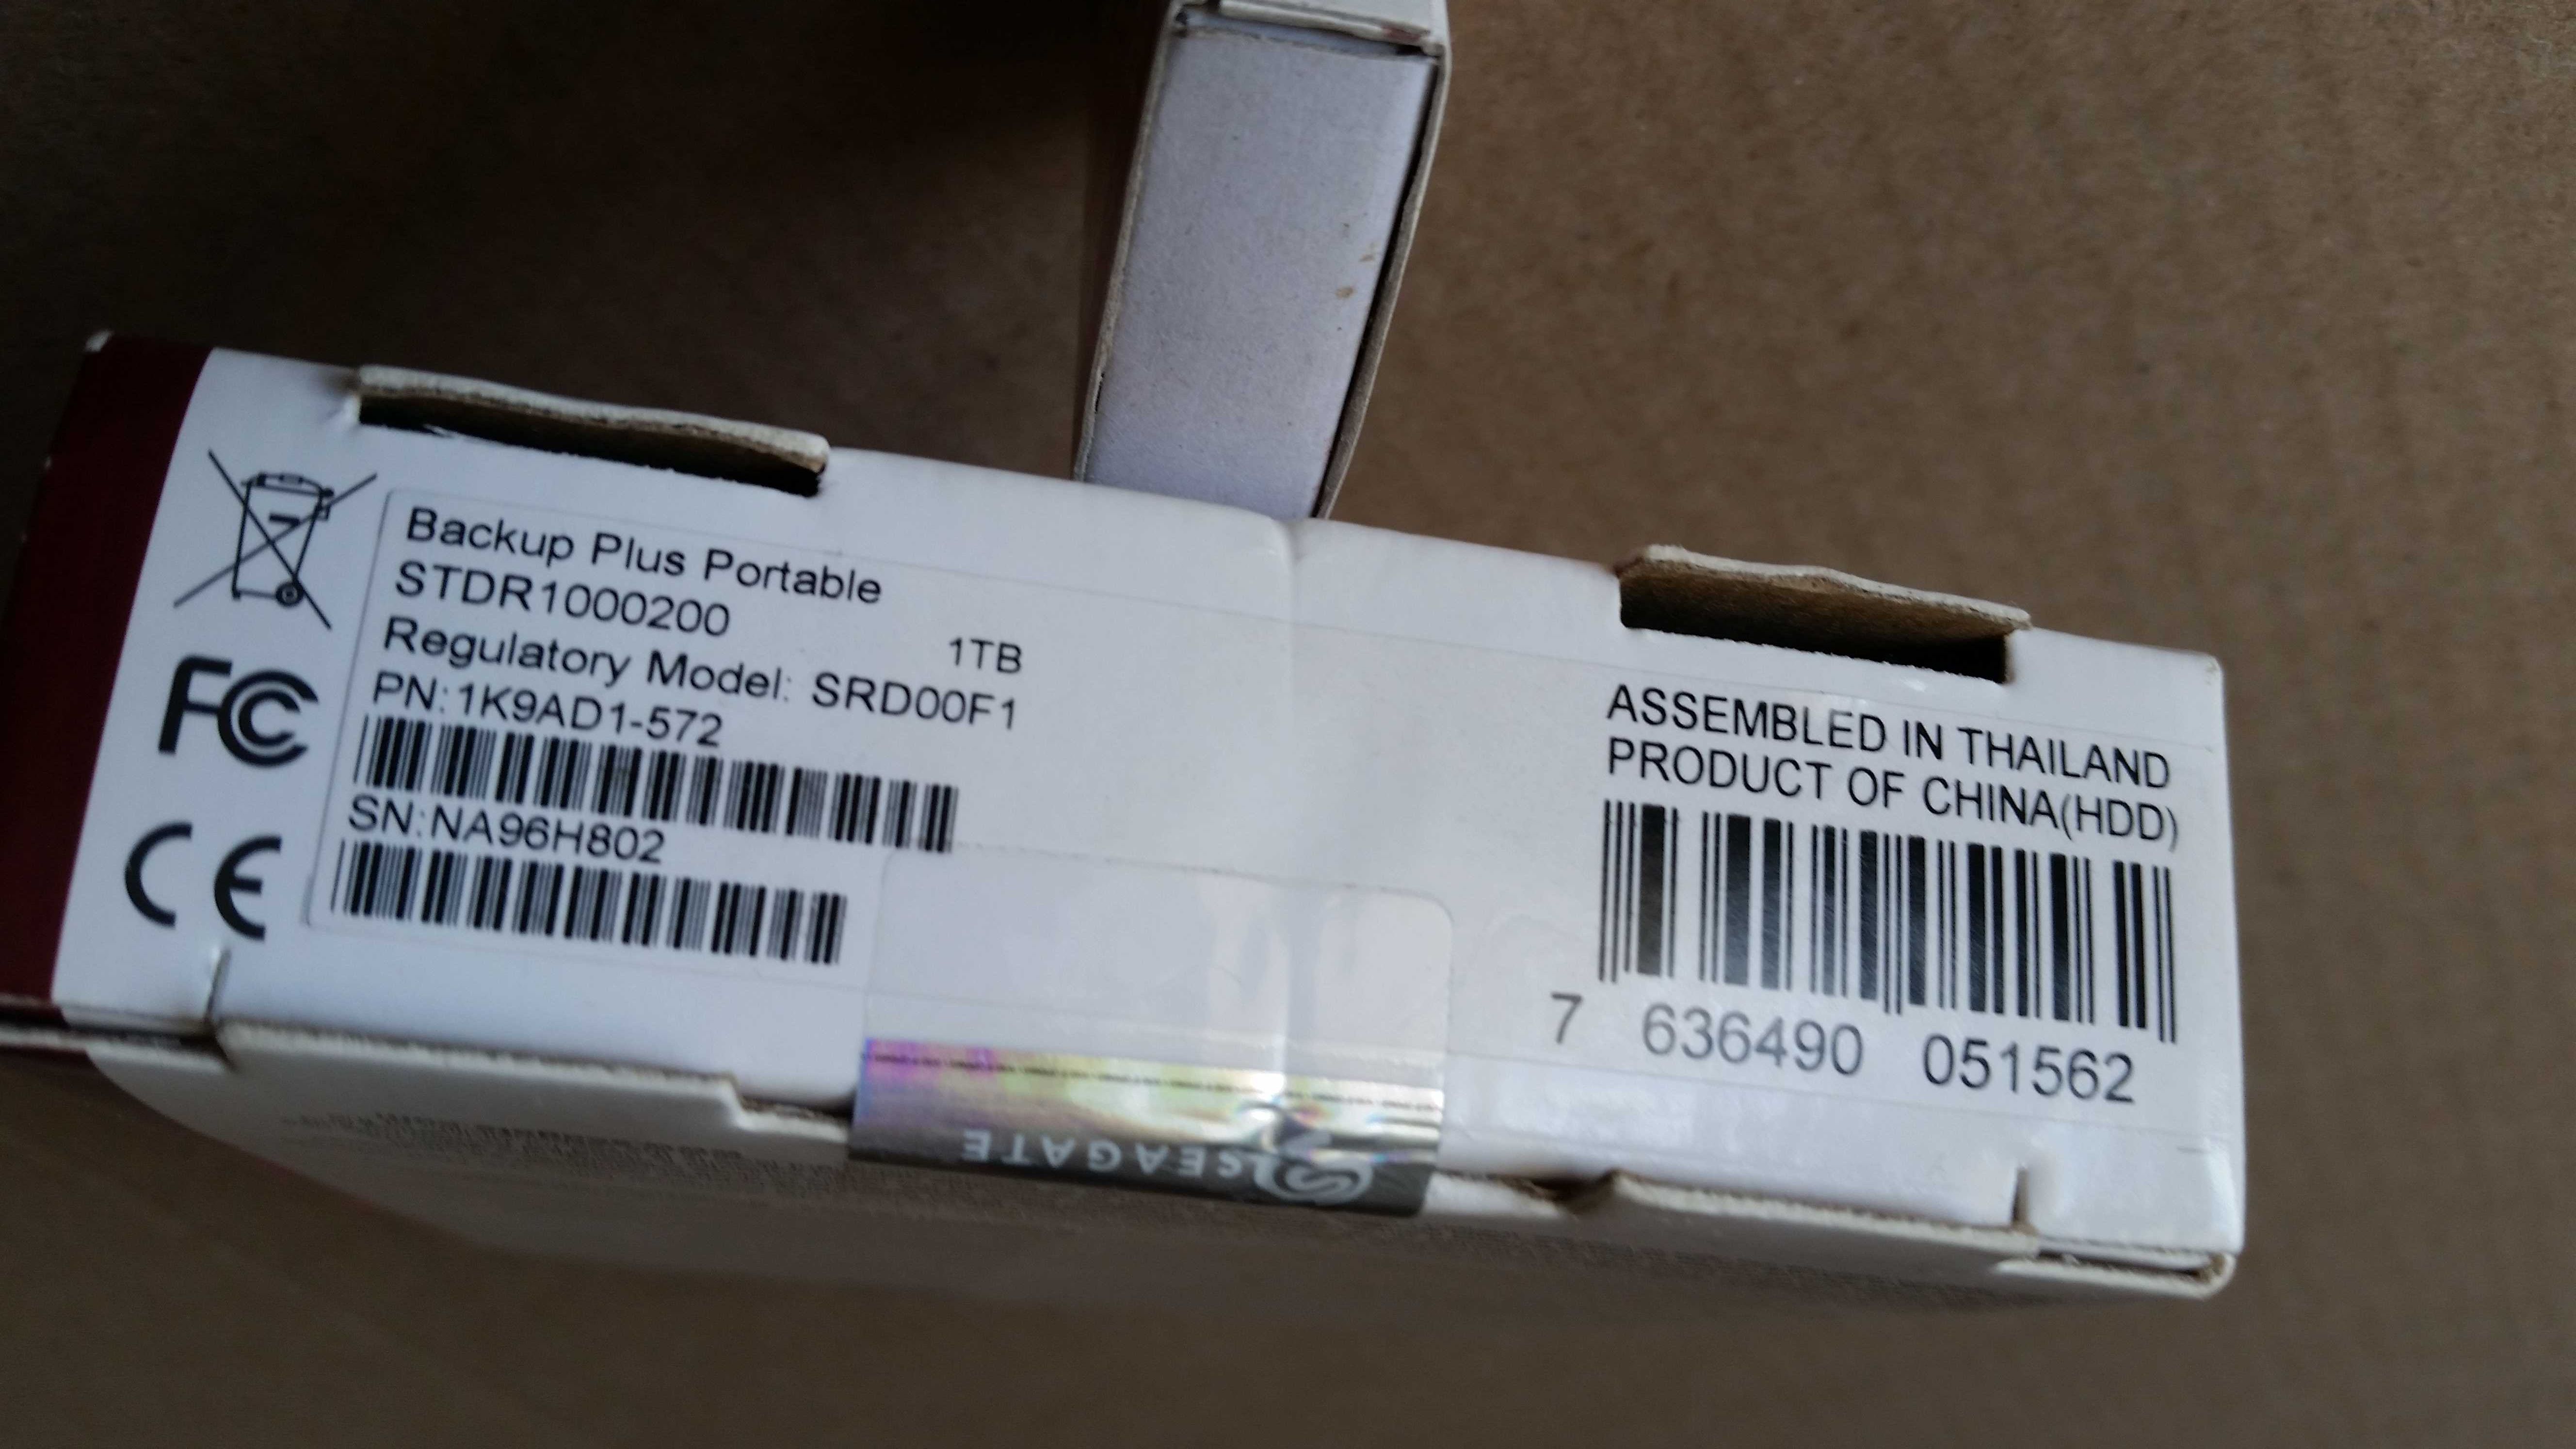 Backup Plus Portable
STDR1000200
1TB
Regulatory Model: SRD00F1
PN:1K9AD1-572
SN:NA96H802
FC
CE
ASSEMBLED IN THAILAND
PRODUCT OF CHINA(HDD)
7 636490 051562
SEAGATE